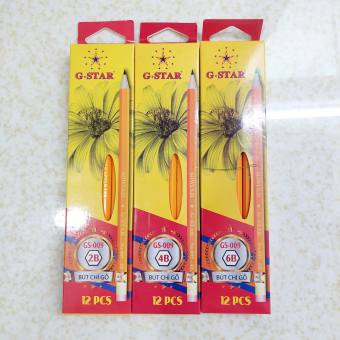 G-STAR
GS-009
2B
BÚT CHÌ GỖ
12 PCS
G-STAR
GS-009
4B
BÚT CHÌ GỖ
12 PCS
G-STAR
GS-009
6B
BÚT CHÌ GỖ
12 PCS